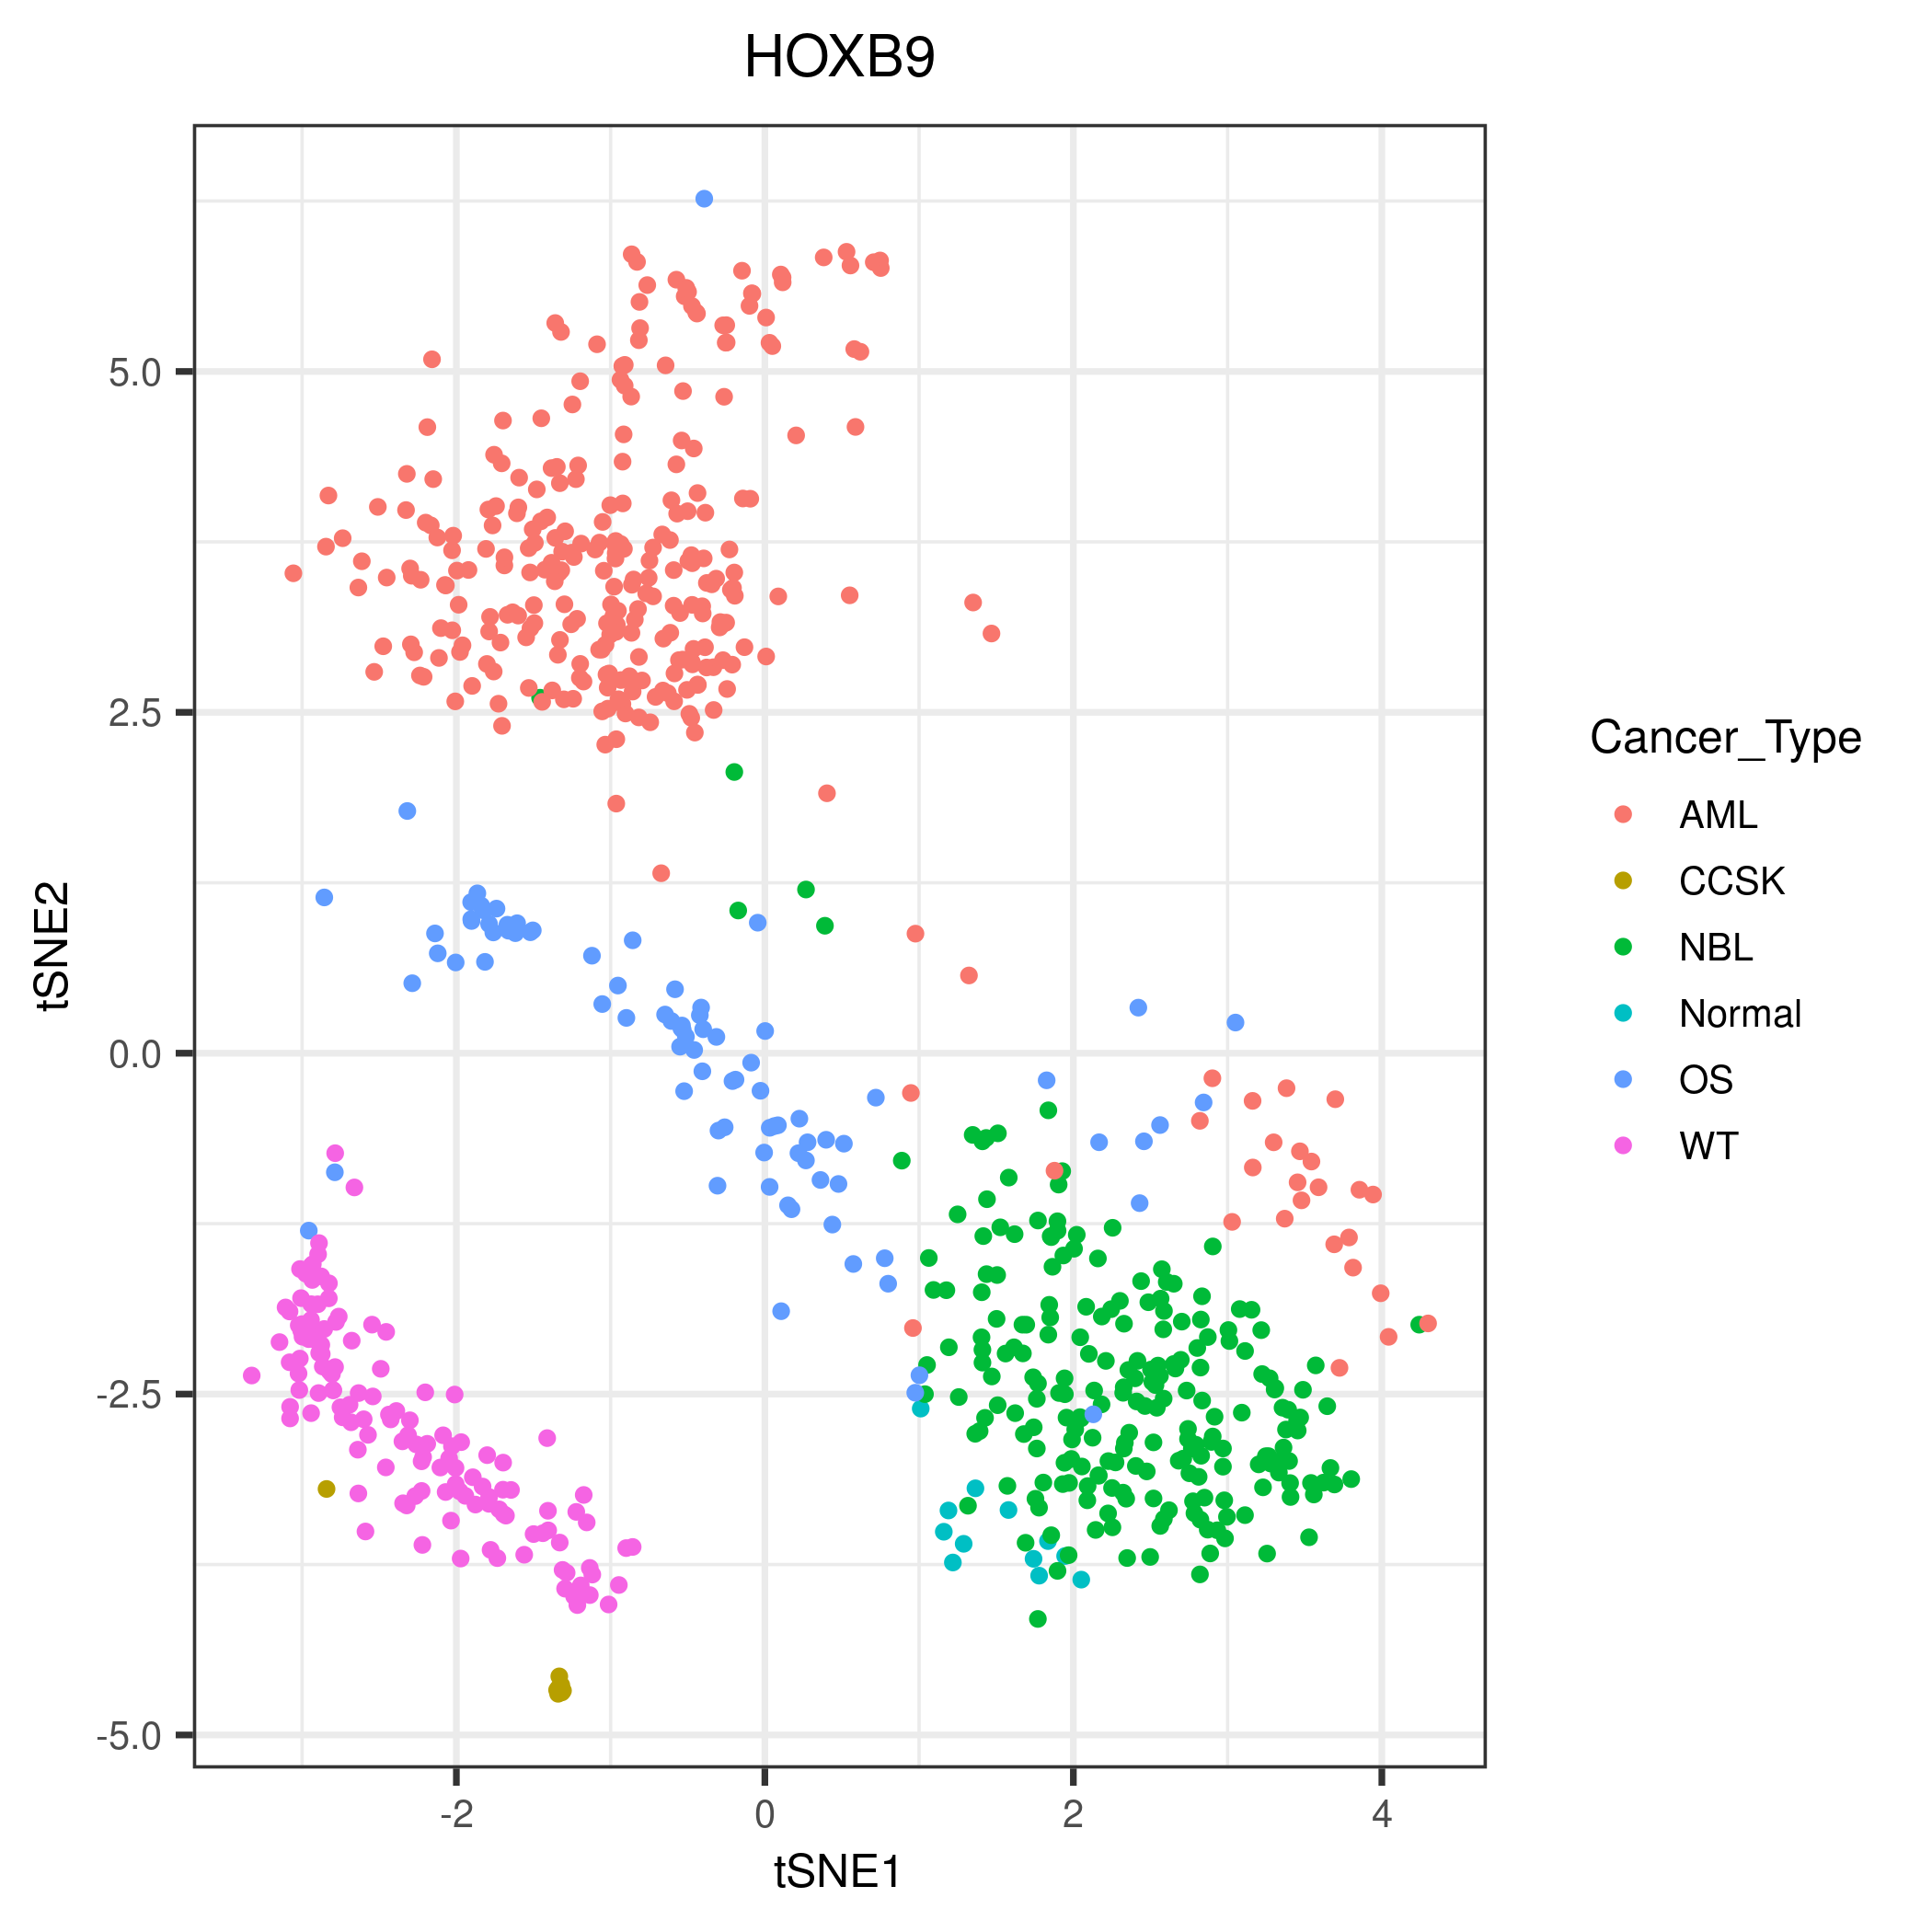 HOXB9
tSNE2
5.0
2.5
0.0
-2.5
-5.0
-2 0 2 4
tSNE1
Cancer_Type
AML
CCSK
NBL
Normal
OS
WT